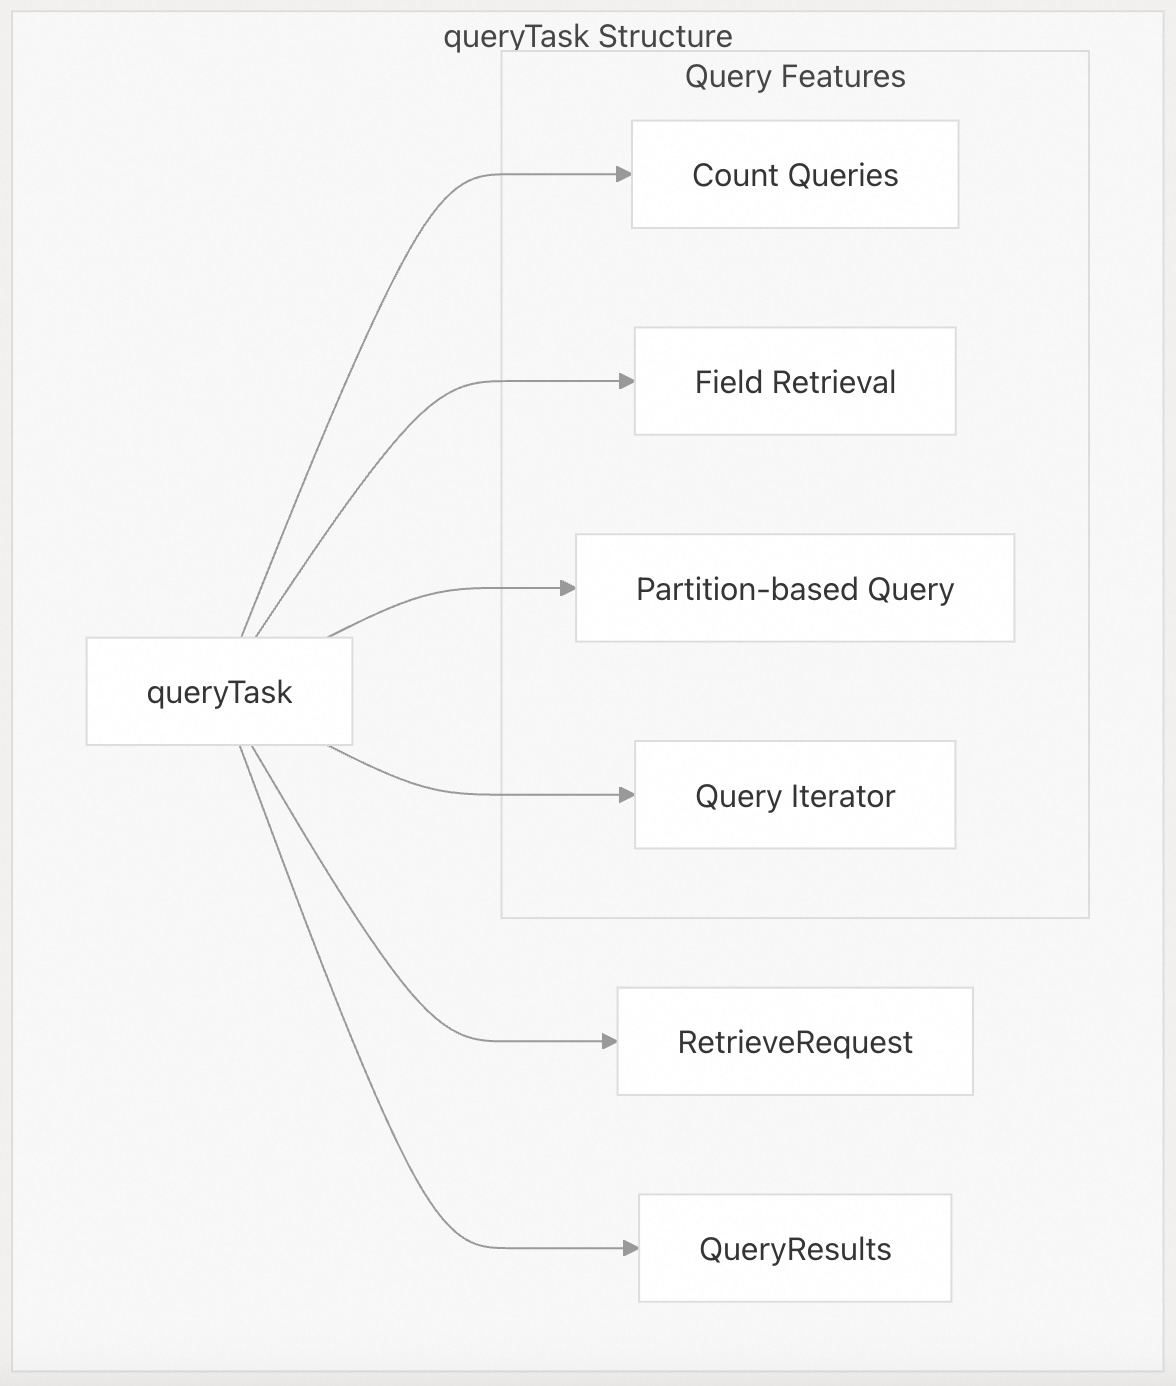 queryTask Structure
Query Features
Count Queries
Field Retrieval
Partition-based Query
queryTask
Query Iterator
RetrieveRequest
QueryResults